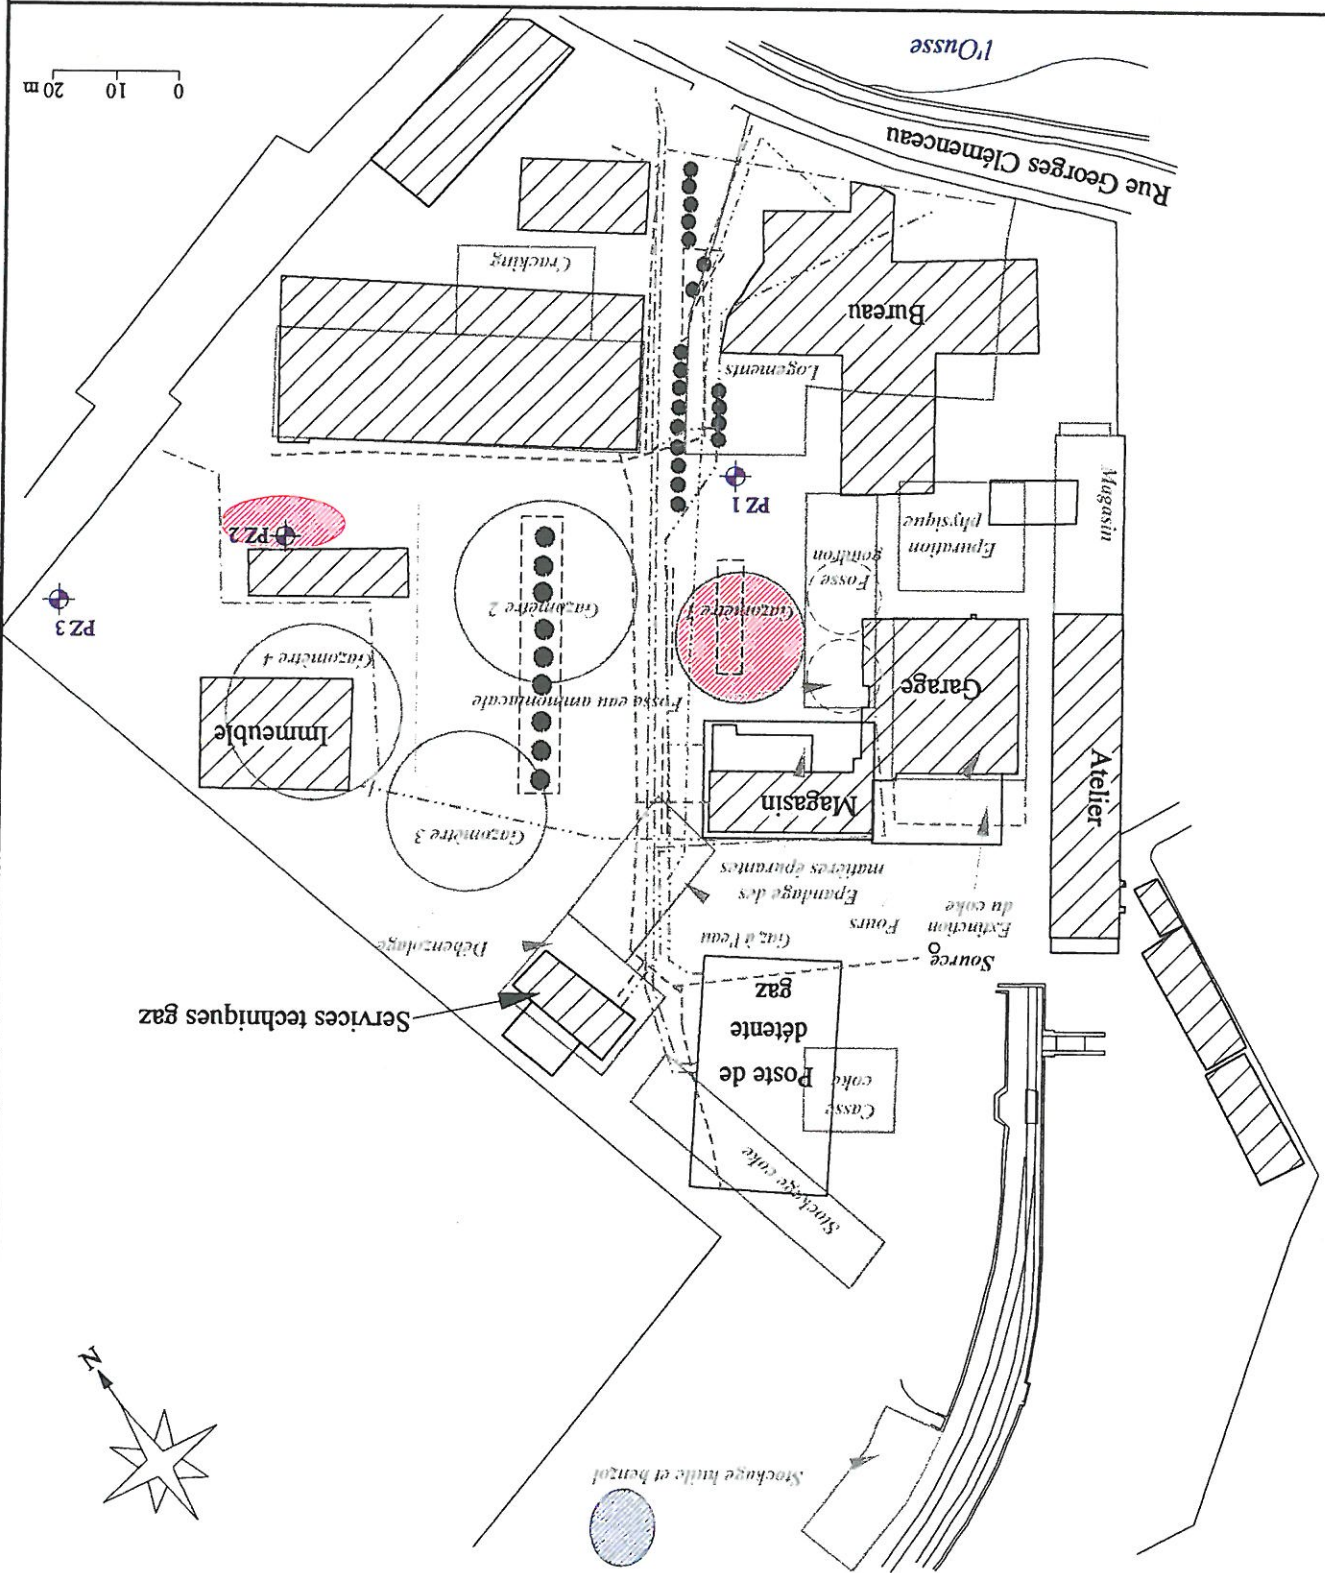 Stockage huile et benzol
N
Stockage coke
Casse
coke
Poste de
détente
gaz
Services techniques gaz
Source
Extinction
du coke
Fours
Gaz à l'eau
Débenzolage
Epandage des
matières épurantes
Gazomètre 3
Atelier
Magasin
Immeuble
Garage
Fosse eau ammoniacale
Gazomètre 4
PZ 3
Gazomètre 1
Gazomètre 2
Fosse
goudron
Epuration
physique
PZ 2
PZ 1
Magasin
Logements
Bureau
Cracking
Rue Georges Clémenceau
0 10 20 m
l'Ousse